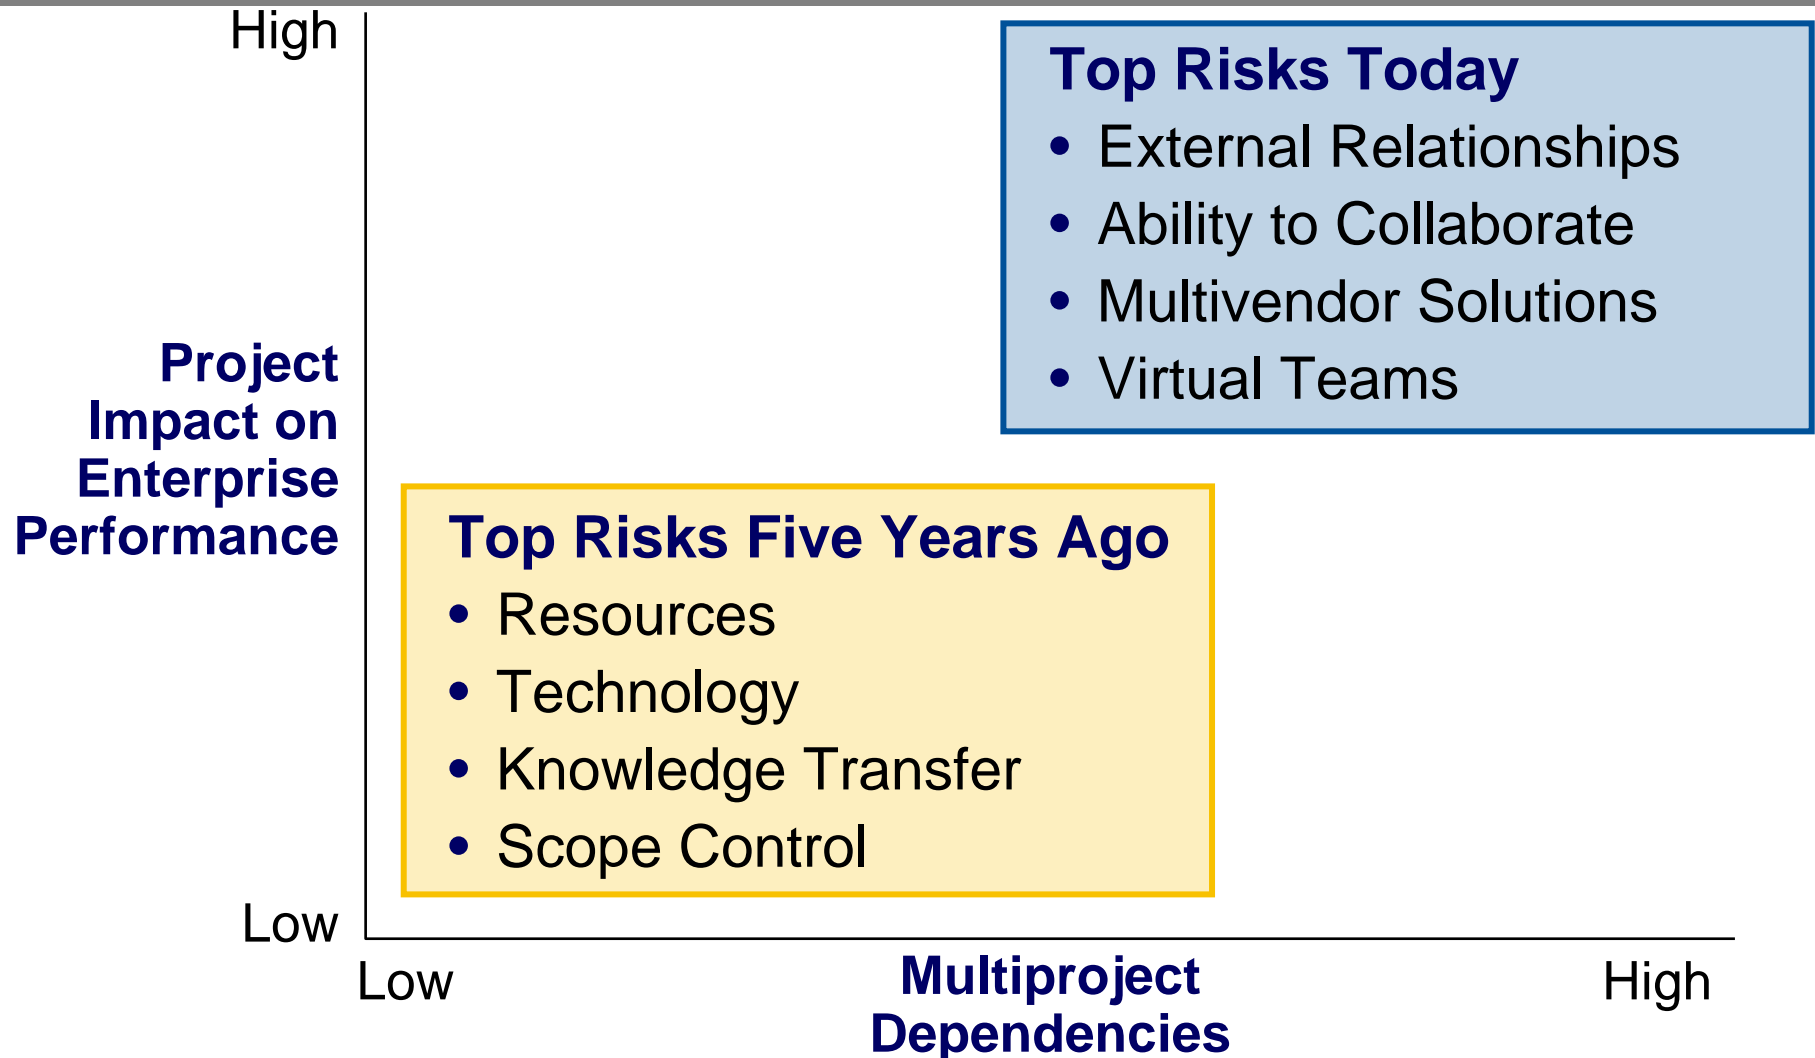 High
Top Risks Today
• External Relationships
• Ability to Collaborate
• Multivendor Solutions
• Virtual Teams
Project
Impact on
Enterprise
Performance
Top Risks Five Years Ago
• Resources
• Technology
• Knowledge Transfer
• Scope Control
Low
Low
Multiproject
Dependencies
High